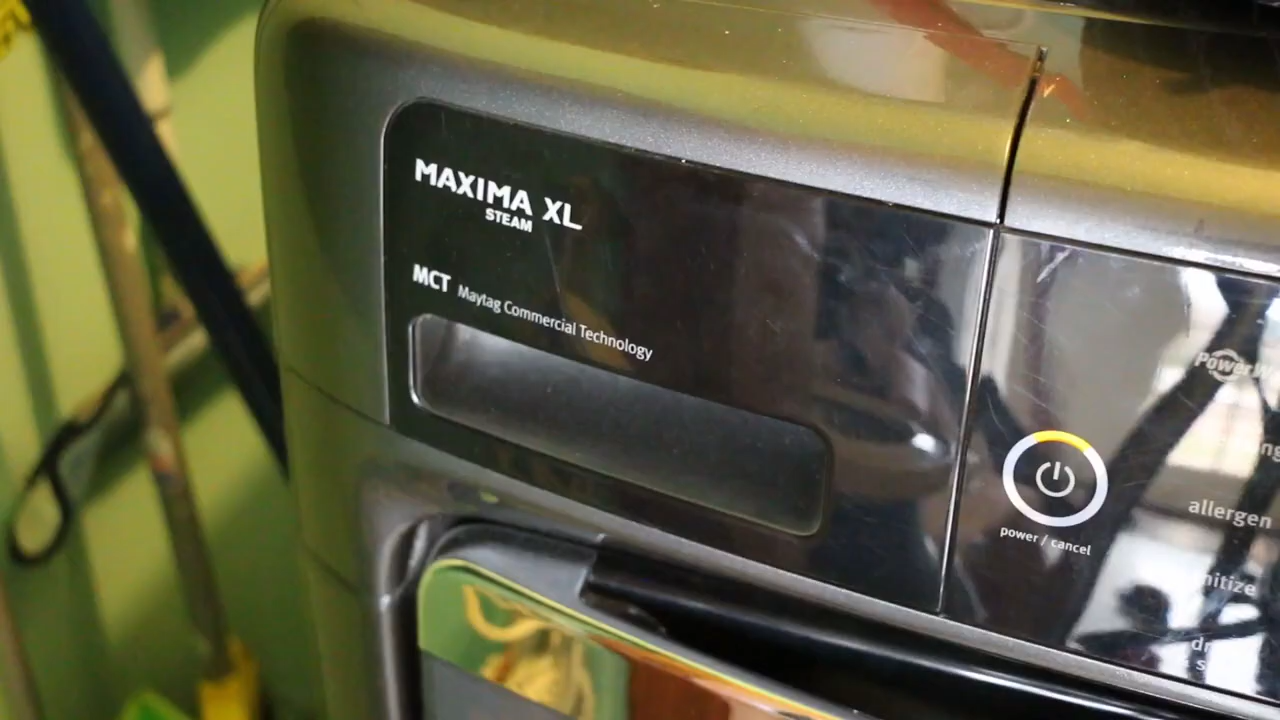 MAXIMA XL
STEAM
MCT Maytag Commercial Technology
power / cancel
allergen